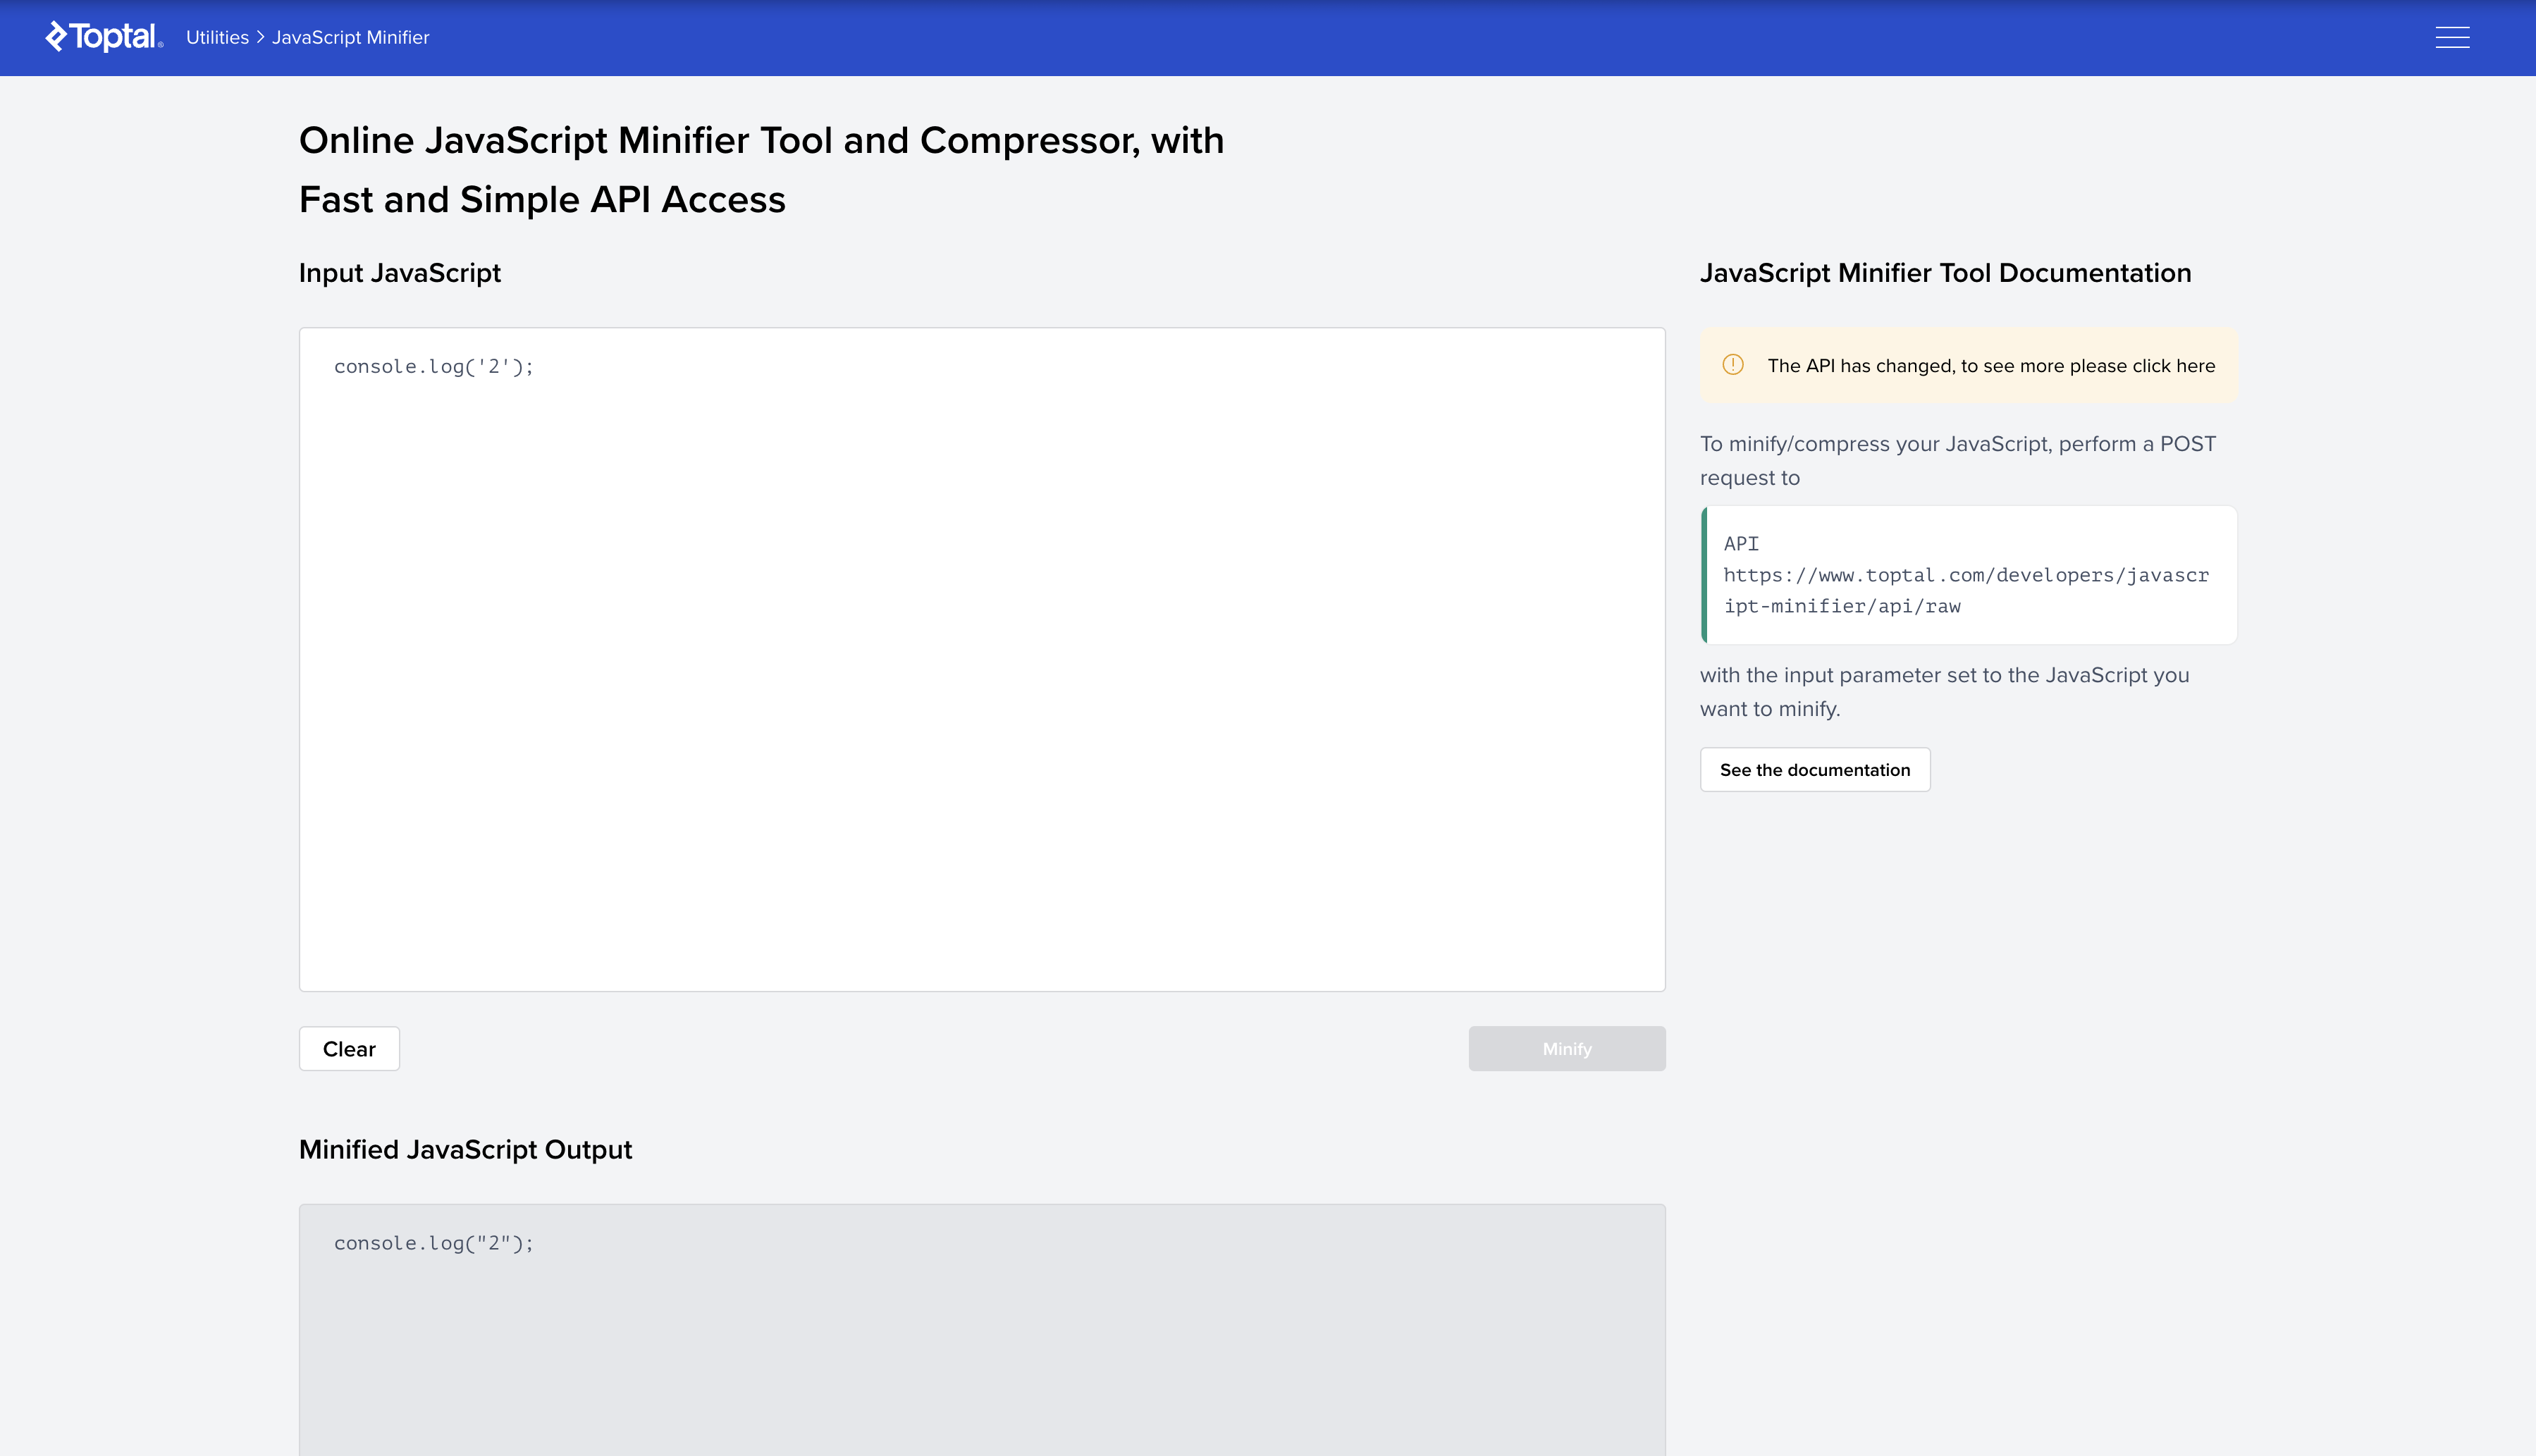 Toptal®
Utilities > JavaScript Minifier
Online JavaScript Minifier Tool and Compressor, with
Fast and Simple API Access
Input JavaScript
console.log('2');
Clear
Minify
Minified JavaScript Output
console.log("2");
JavaScript Minifier Tool Documentation
The API has changed, to see more please click here
To minify/compress your JavaScript, perform a POST
request to
API
https://www.toptal.com/developers/javascr
ipt-minifier/api/raw
with the input parameter set to the JavaScript you
want to minify.
See the documentation